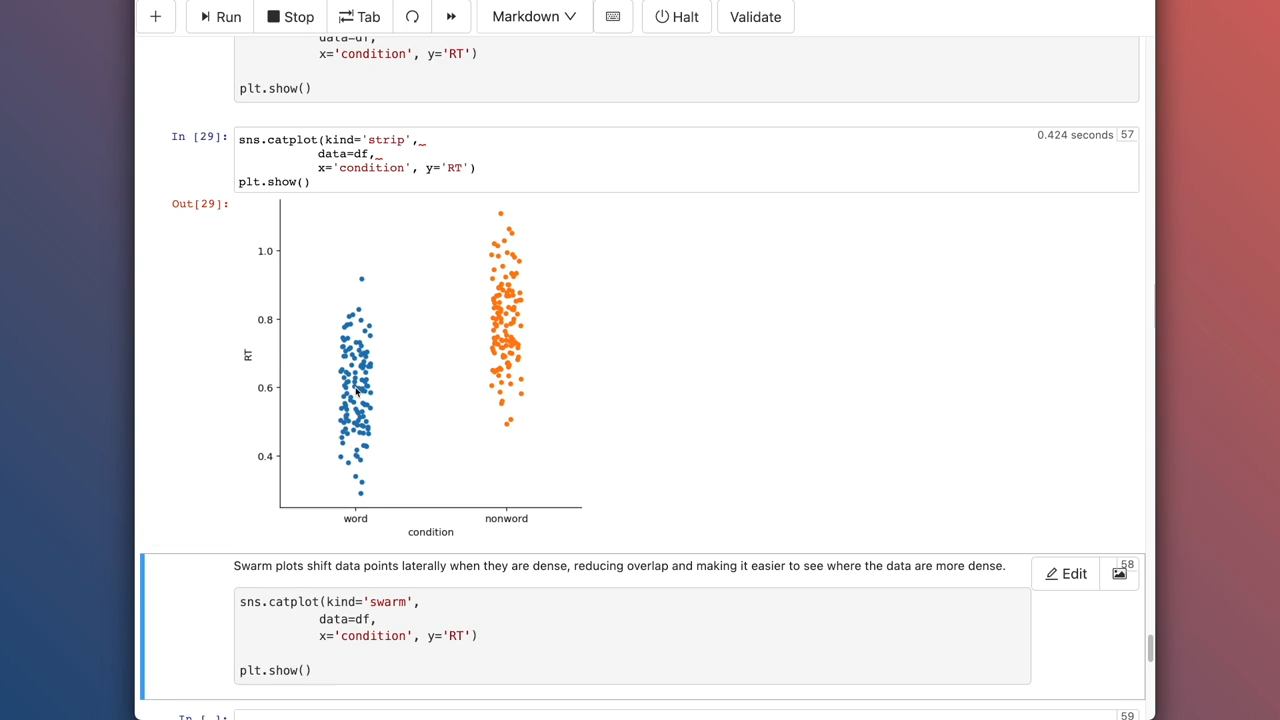 + Run Stop Tab Markdown Halt Validate
data=df,
x='condition', y='RT')
plt.show()
In [29]:
sns.catplot(kind='strip',
data=df,
x='condition', y='RT')
plt.show()
0.424 seconds 57
Out[29]:
1.0
0.8
0.6
0.4
RT
word nonword
condition
Swarm plots shift data points laterally when they are dense, reducing overlap and making it easier to see where the data are more dense.
Edit
58
sns.catplot(kind='swarm',
data=df,
x='condition', y='RT')
plt.show()
In [ ]:
59